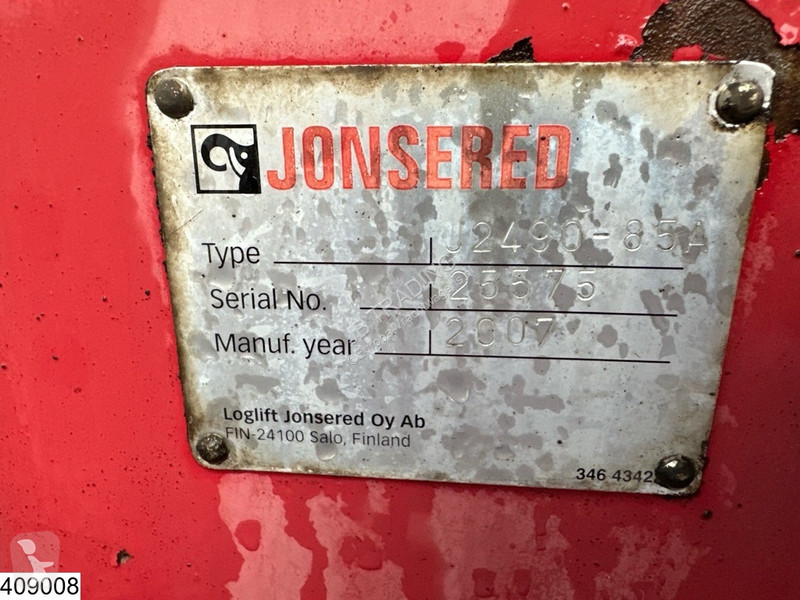 JONSERED
Type J2490-85A
Serial No. 25575
Manuf. year 2007
Loglift Jonsered Oy Ab
FIN-24100 Salo, Finland
346 4342
409008